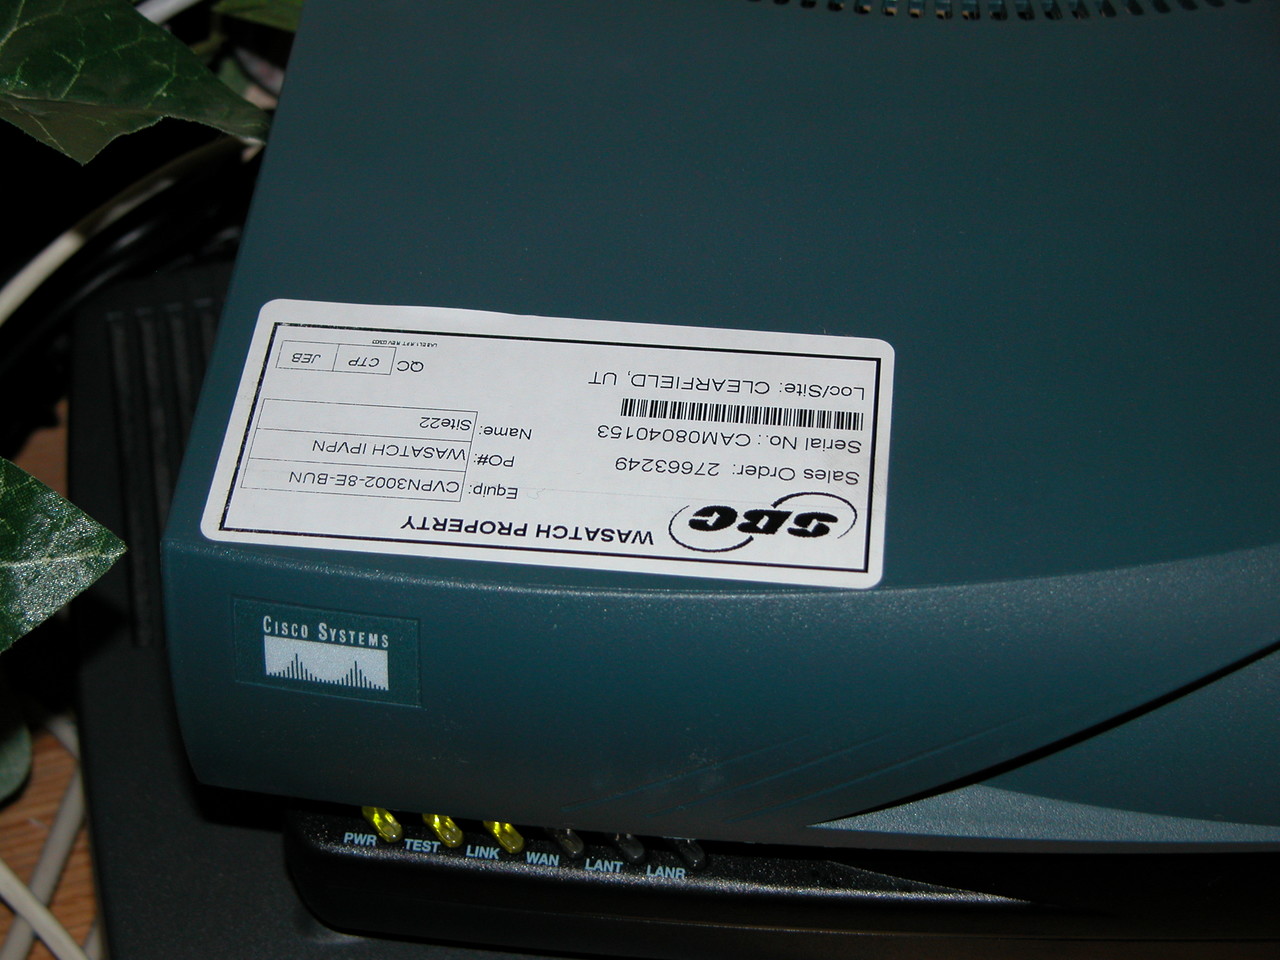 SBC
WASATCH PROPERTY
Sales Order: 27663249
Serial No.: CAM08040153
Loc/Site: CLEARFIELD, UT
Equip: CVPN3002-8E-BUN
PO#: WASATCH IPVPN
Name: Site22
QC CTP JEB
CISCO SYSTEMS
PWR TEST LINK WAN LANT LANR